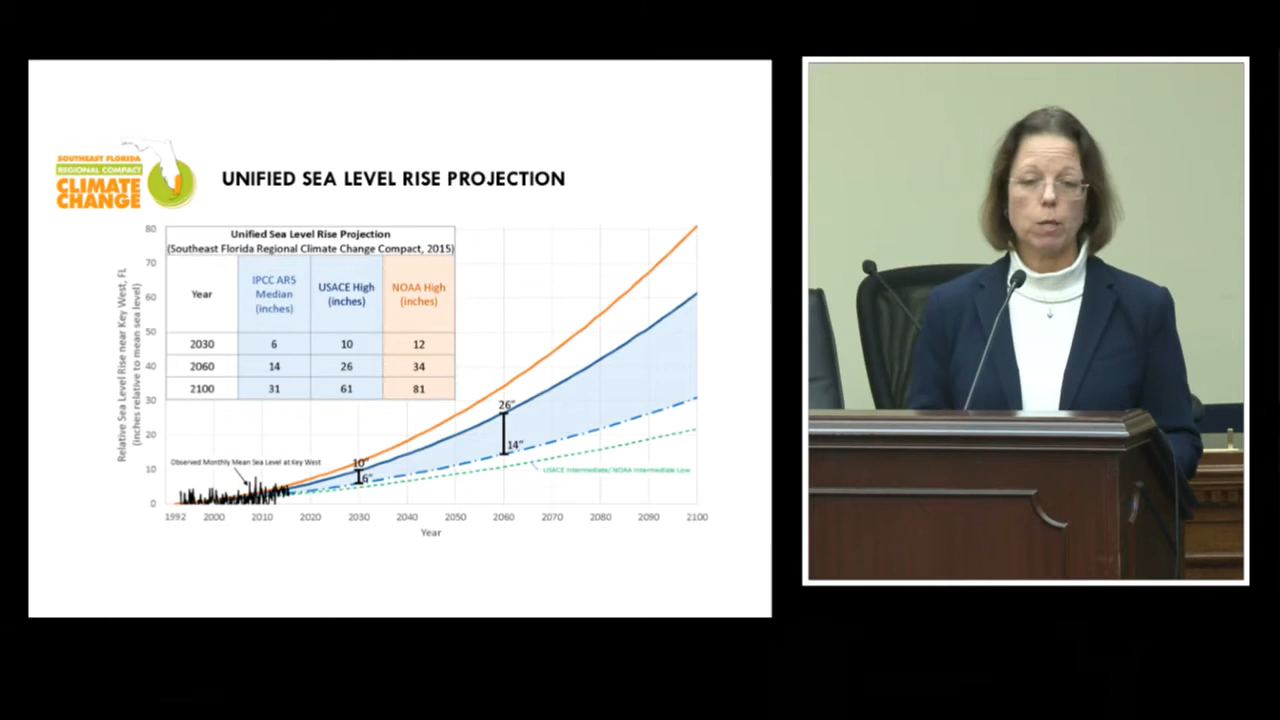 SOUTHEAST FLORIDA
REGIONAL COMPACT
CLIMATE
CHANGE
UNIFIED SEA LEVEL RISE PROJECTION
Unified Sea Level Rise Projection
(Southeast Florida Regional Climate Change Compact, 2015)
Year
IPCC AR5
Median
(inches)
USACE High
(inches)
NOAA High
(inches)
2030 6 10 12
2060 14 26 34
2100 31 61 81
Relative Sea Level Rise near Key West, FL
(inches relative to mean sea level)
80
70
60
50
40
30
20
10
0
Observed Monthly Mean Sea Level at Key West
10"
6"
26"
14"
USACE Intermediate/ NOAA Intermediate Low
1992 2000 2010 2020 2030 2040 2050 2060 2070 2080 2090 2100
Year